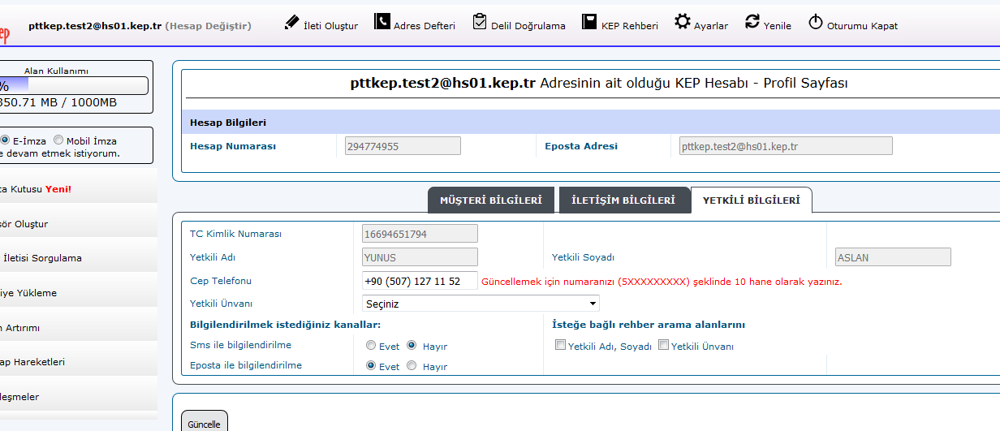 ep
pttkep.test2@hs01.kep.tr (Hesap Değiştir) İleti Oluştur Adres Defteri Delil Doğrulama KEP Rehberi Ayarlar Yenile Oturumu Kapat
Alan Kullanımı
%
350.71 MB / 1000MB
E-İmza Mobil İmza
e devam etmek istiyorum.
ta Kutusu Yeni!
sör Oluştur
İletisi Sorgulama
iye Yükleme
n Artırımı
ap Hareketleri
leşmeler
pttkep.test2@hs01.kep.tr Adresinin ait olduğu KEP Hesabı - Profil Sayfası
Hesap Bilgileri
Hesap Numarası 294774955 Eposta Adresi pttkep.test2@hs01.kep.tr
MÜŞTERİ BİLGİLERİ İLETİŞİM BİLGİLERİ YETKİLİ BİLGİLERİ
TC Kimlik Numarası 16694651794
Yetkili Adı YUNUS Yetkili Soyadı ASLAN
Cep Telefonu +90 (507) 127 11 52 Güncellemek için numaranızı (5XXXXXXXXX) şeklinde 10 hane olarak yazınız.
Yetkili Ünvanı Seçiniz
Bilgilendirilmek istediğiniz kanallar: İsteğe bağlı rehber arama alanlarını
Sms ile bilgilendirilme Evet Hayır Yetkili Adı, Soyadı Yetkili Ünvanı
Eposta ile bilgilendirilme Evet Hayır
Güncelle